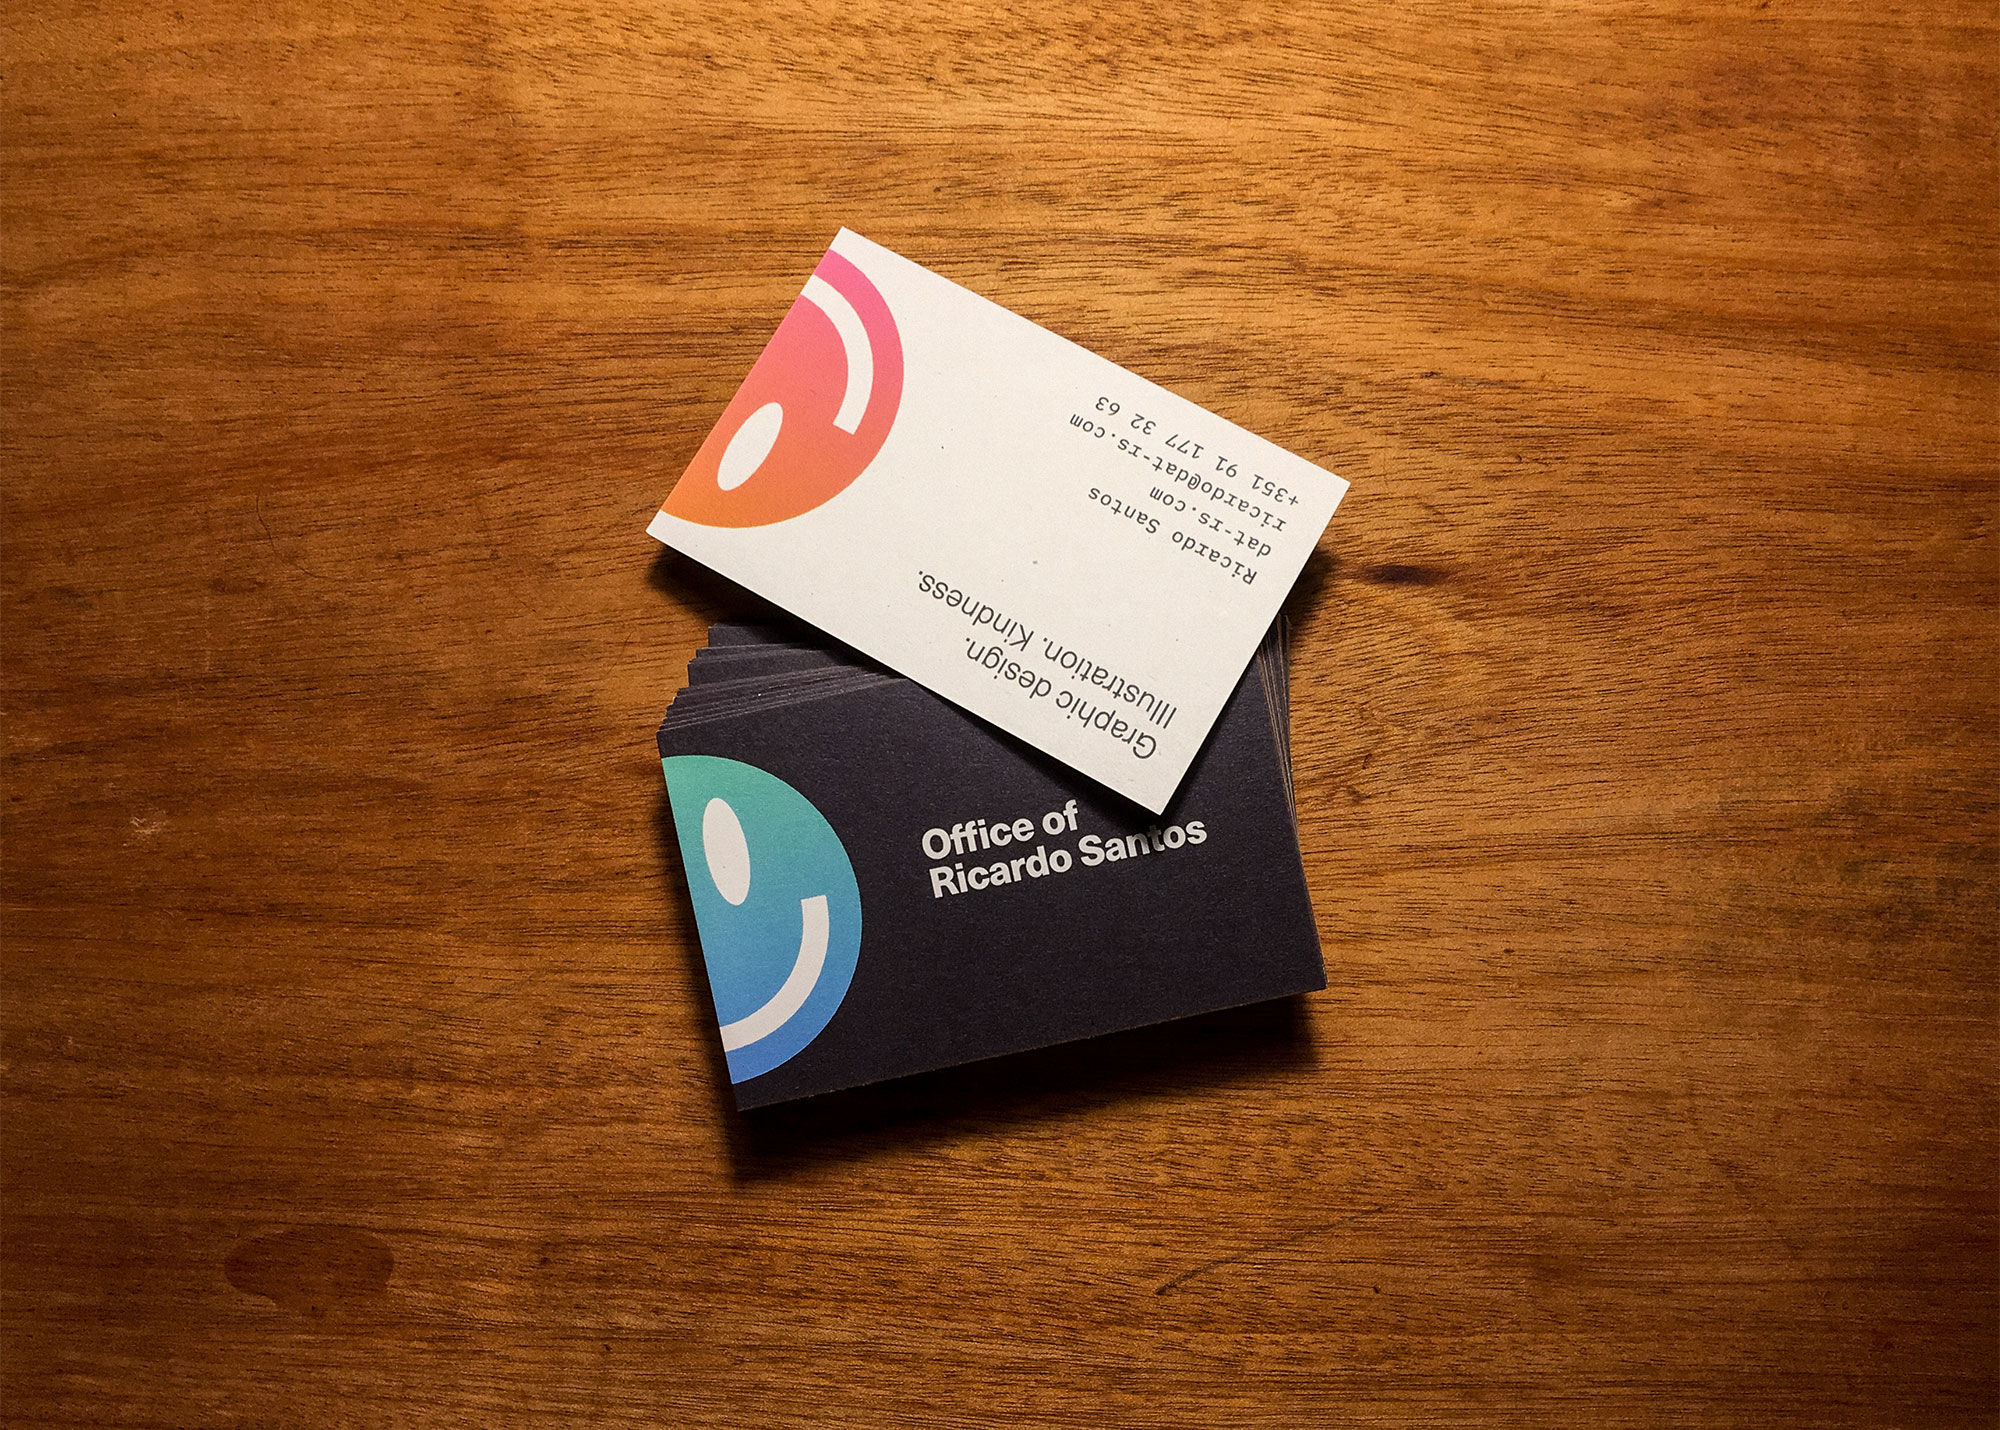 Graphic design.
Illustration. Kindness.
Ricardo Santos
dat-rs.com
ricardo@dat-rs.com
+351 91 177 32 63
Office of
Ricardo Santos